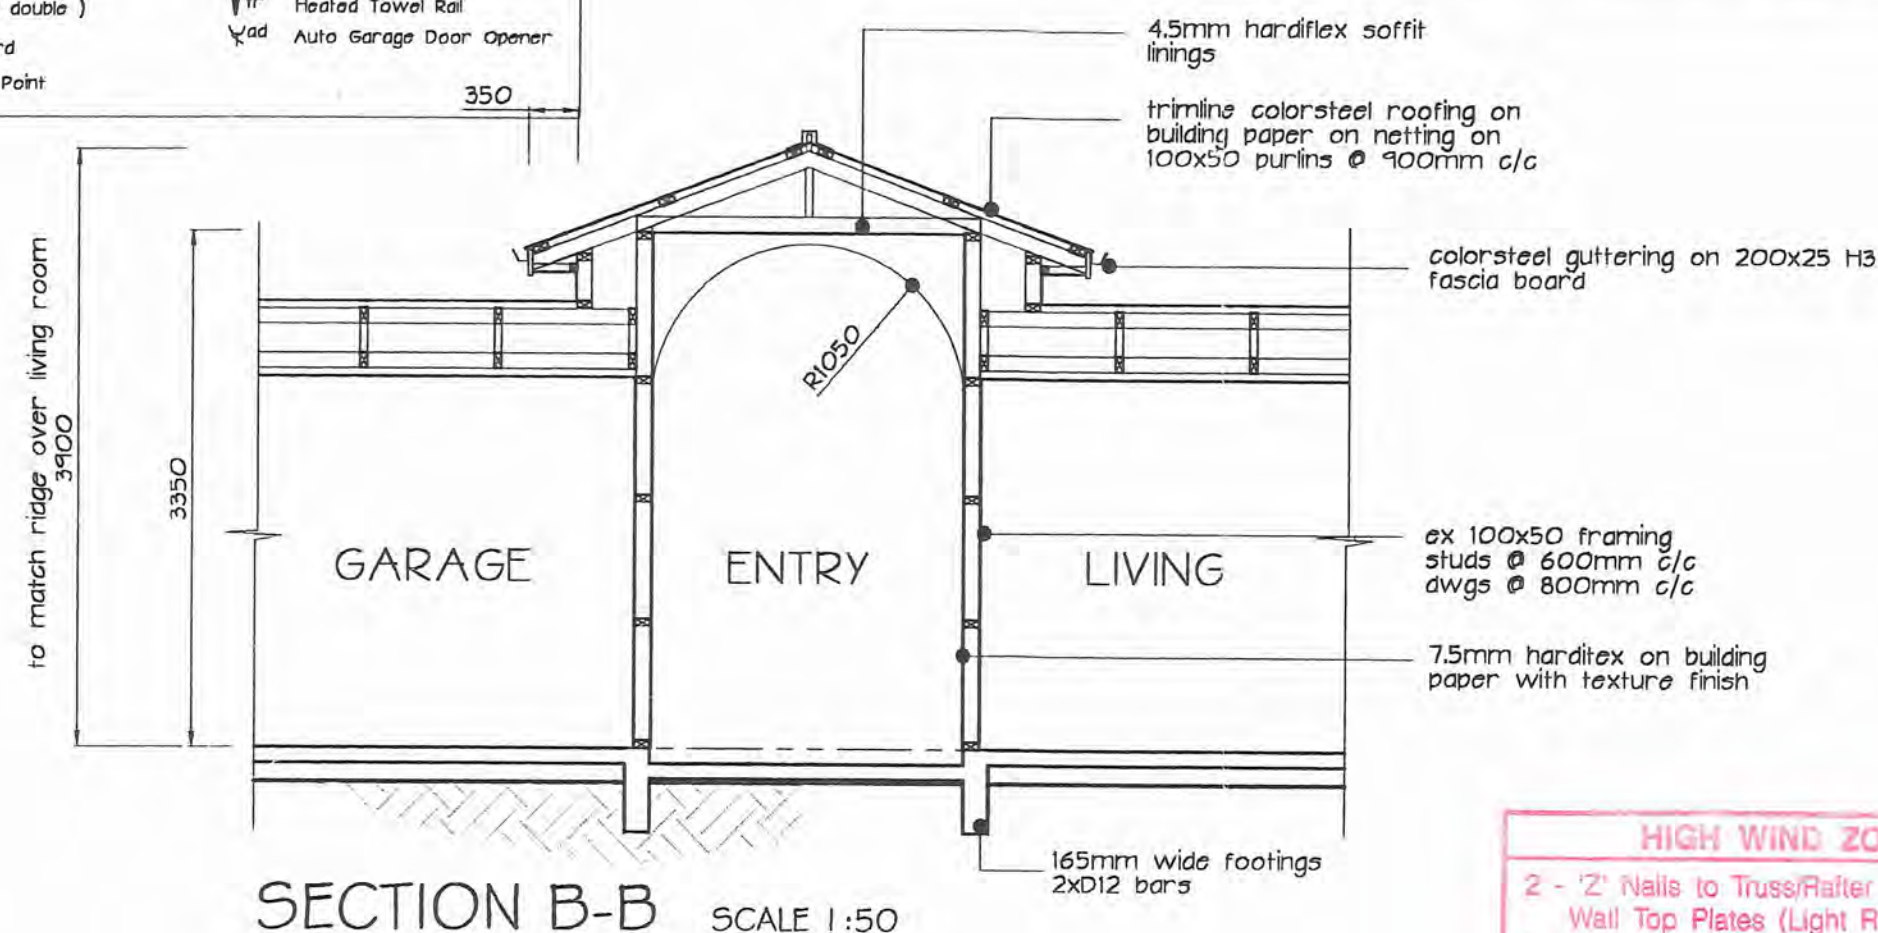 double )
rd
Point
Heated Towel Rail
ad Auto Garage Door Opener
350
4.5mm hardiflex soffit
linings
trimline colorsteel roofing on
building paper on netting on
100x50 purlins @ 900mm c/c
colorsteel guttering on 200x25 H3
fascia board
to match ridge over living room
3900
3350
R1050
GARAGE
ENTRY
LIVING
ex 100x50 framing
studs @ 600mm c/c
dwgs @ 800mm c/c
7.5mm harditex on building
paper with texture finish
165mm wide footings
2xD12 bars
SECTION B-B SCALE 1:50
HIGH WIND ZO
2 - 'Z' Nails to Truss/Rafter
Wall Top Plates (Light R